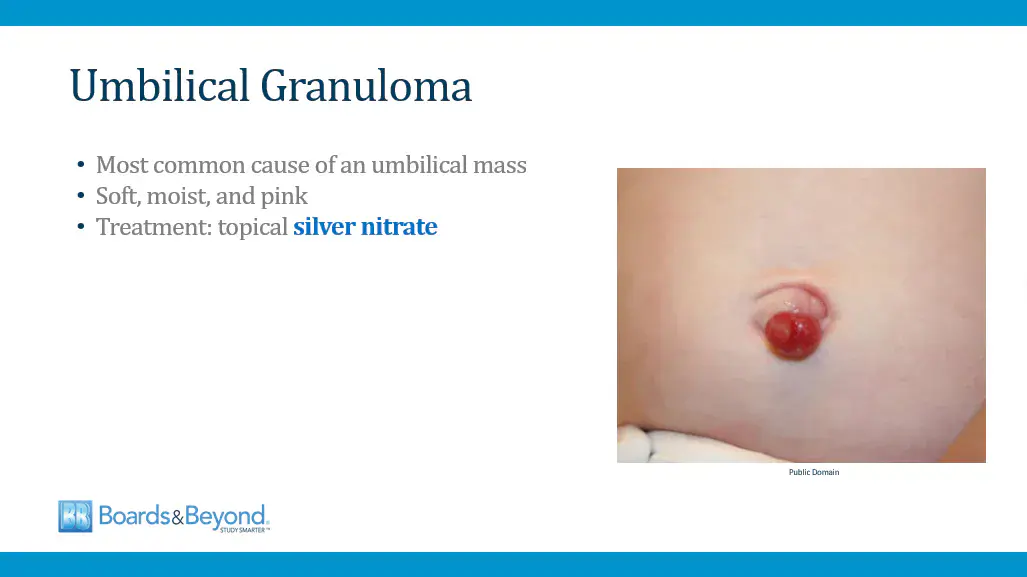 Umbilical Granuloma
• Most common cause of an umbilical mass
• Soft, moist, and pink
• Treatment: topical silver nitrate
Public Domain
BB Boards&Beyond®
STUDY SMARTER™